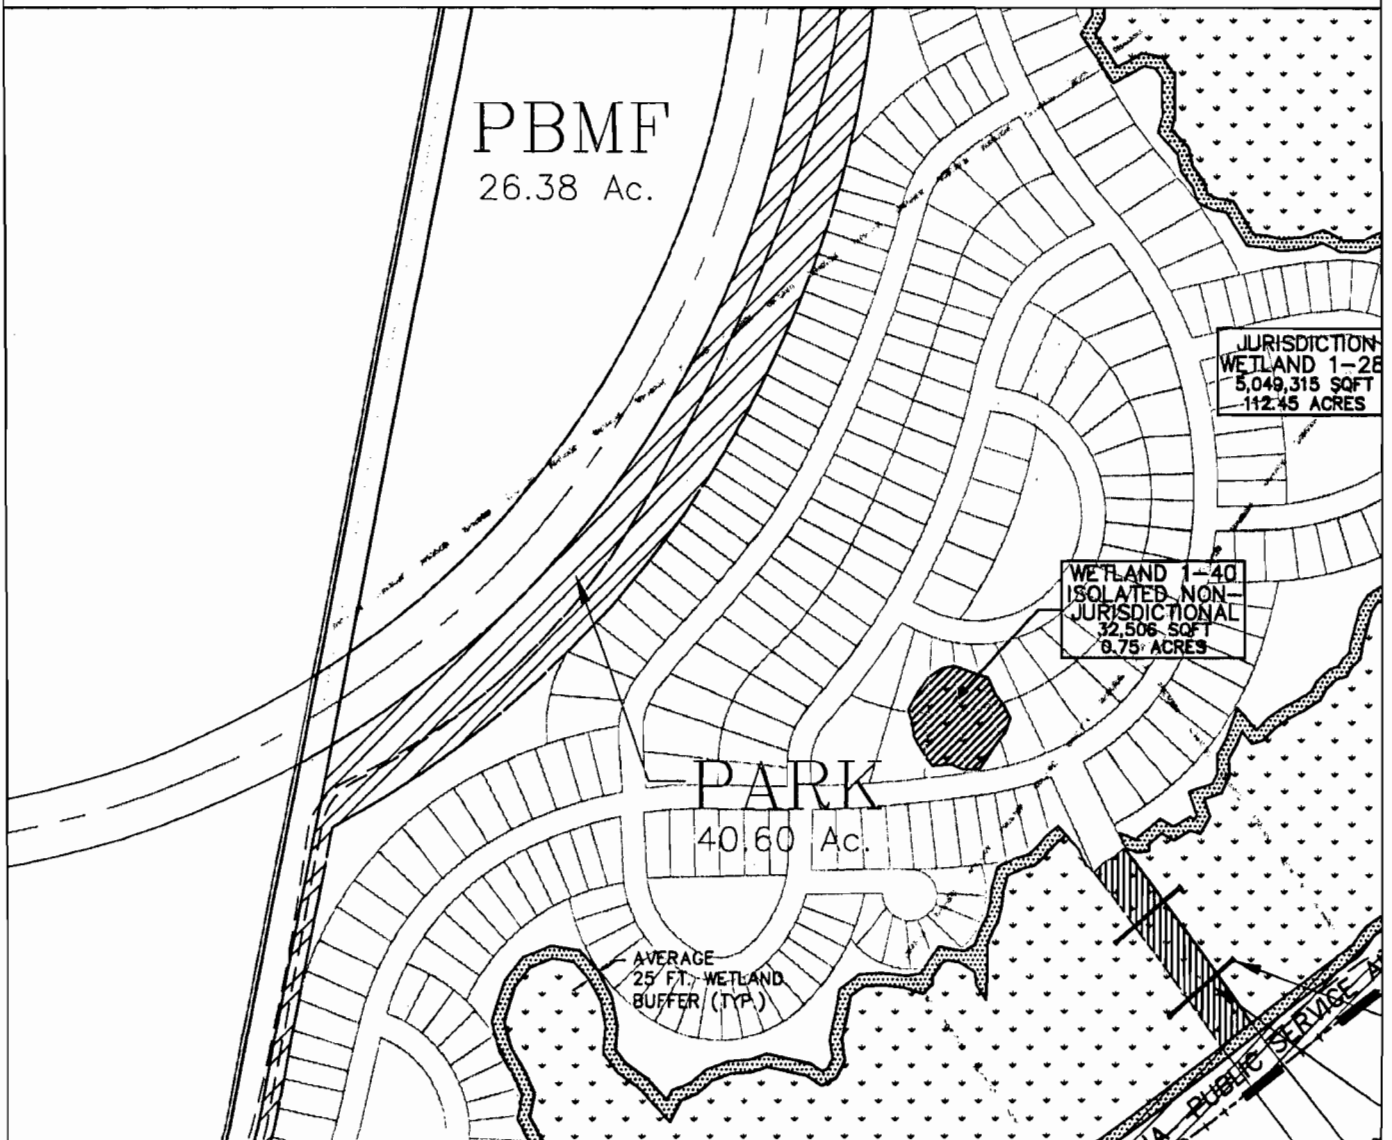 PBMF
26.38 Ac.
JURISDICTION
WETLAND 1-28
5,049,315 SQFT
112.45 ACRES
WETLAND 1-40
ISOLATED NON-
JURISDICTIONAL
32,506 SQFT
0.75 ACRES
PARK
40.60 Ac.
AVERAGE
25 FT. WETLAND
BUFFER (TYP.)
PUBLIC SERVICE A